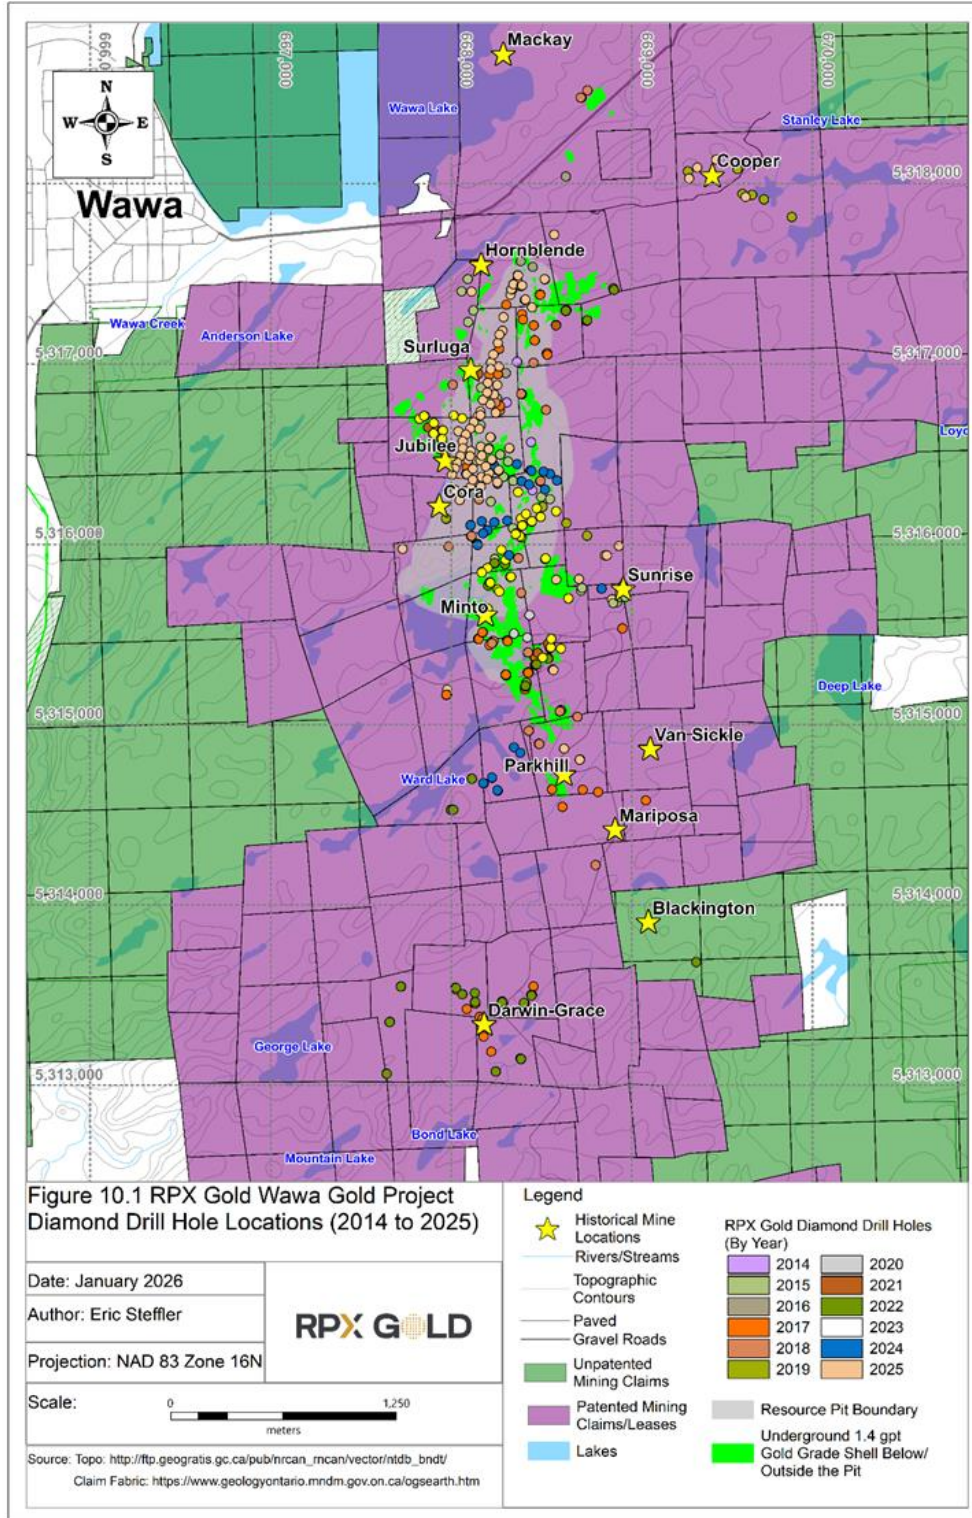 Mackay
666,000
667,000
668,000
669,000
670,000
N
W E
S
Wawa Lake
Stanley Lake
Cooper
5,318,000
Wawa
Hornblende
Wawa Creek
Anderson Lake
5,317,000
Surluga
5,317,000
Loyd
Jubilee
Cora
5,316,000
5,316,000
Sunrise
Minto
Deep Lake
5,315,000
5,315,000
Van-Sickle
Ward Lake
Parkhill
Mariposa
5,314,000
5,314,000
Blackington
Darwin-Grace
George Lake
5,313,000
5,313,000
Bond Lake
Mountain Lake
Figure 10.1 RPX Gold Wawa Gold Project
Diamond Drill Hole Locations (2014 to 2025)
Date: January 2026
Author: Eric Steffler
Projection: NAD 83 Zone 16N
RPX GOLD
Scale:
0 1,250
meters
Source: Topo: http://ftp.geogratis.gc.ca/pub/nrcan_rncan/vector/ntdb_bndt/
Claim Fabric: https://www.geologyontario.mndm.gov.on.ca/ogsearth.htm
Legend
Historical Mine
Locations
Rivers/Streams
Topographic
Contours
Paved
Gravel Roads
Unpatented
Mining Claims
Patented Mining
Claims/Leases
Lakes
RPX Gold Diamond Drill Holes
(By Year)
2014 2020
2015 2021
2016 2022
2017 2023
2018 2024
2019 2025
Resource Pit Boundary
Underground 1.4 gpt
Gold Grade Shell Below/
Outside the Pit